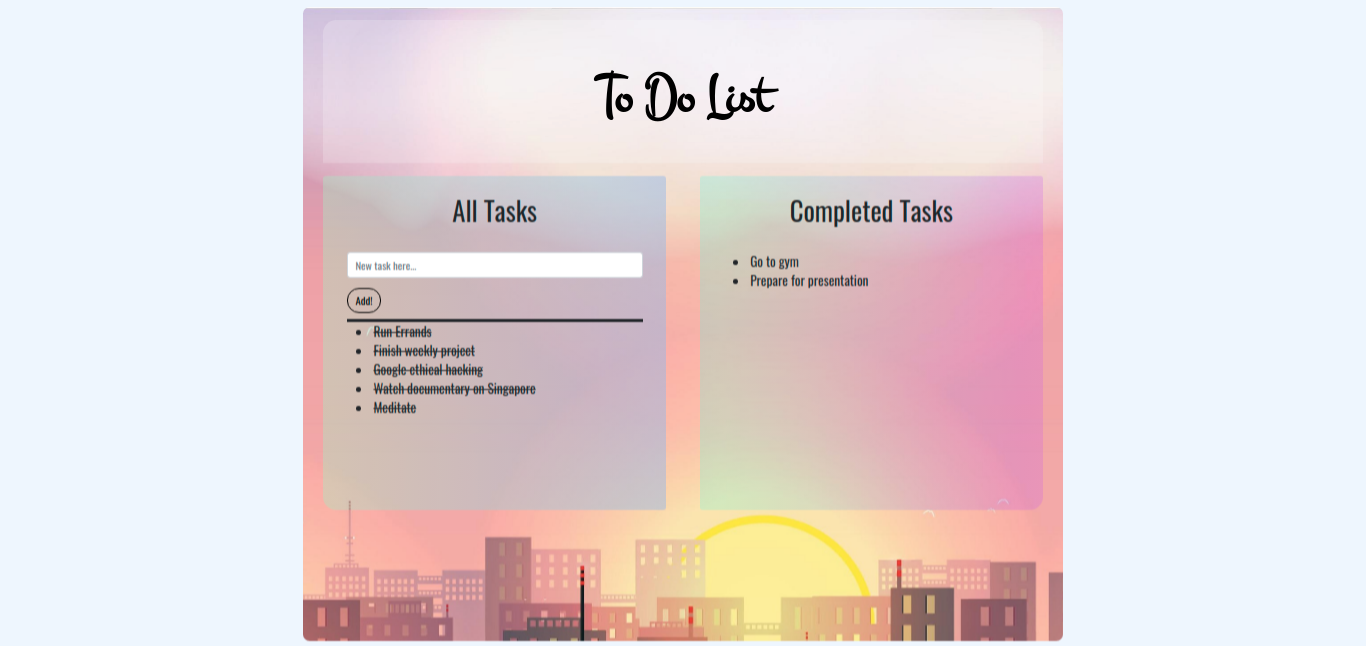 To Do List
All Tasks
New task here...
Add!
Run Errands
Finish weekly project
Google ethical hacking
Watch documentary on Singapore
Meditate
Completed Tasks
Go to gym
Prepare for presentation